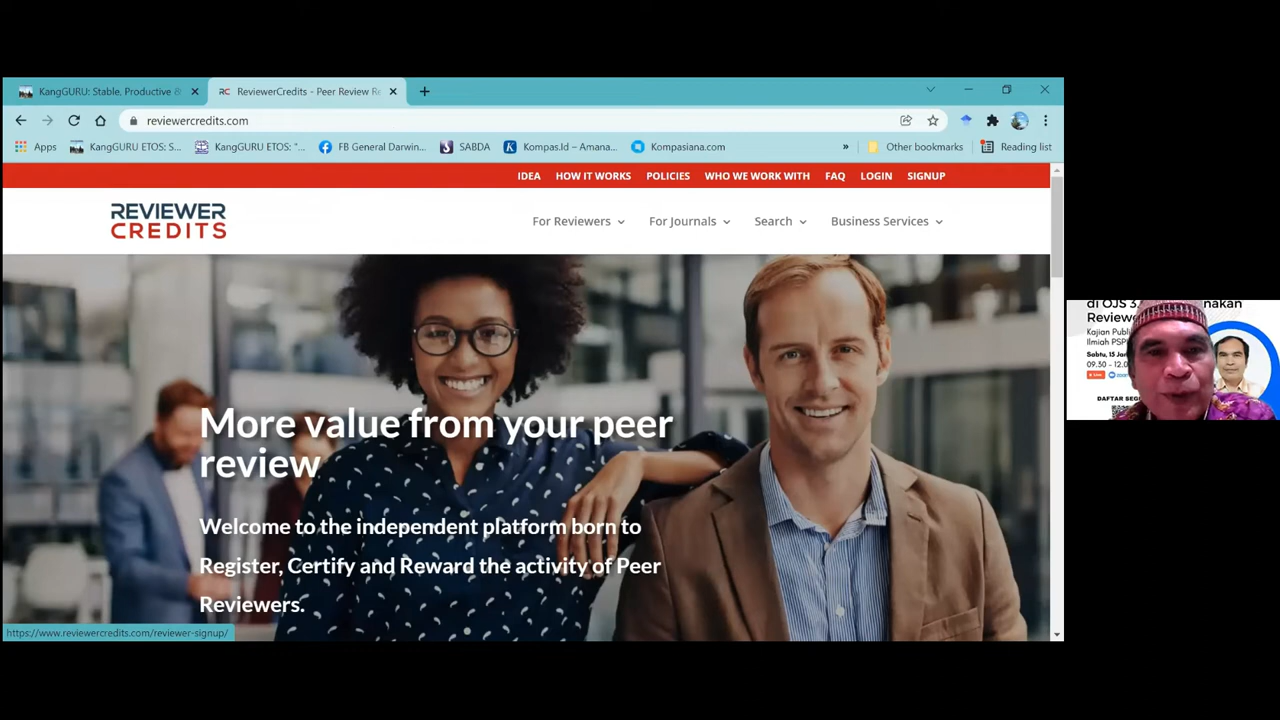 KangGURU: Stable, Productive &
ReviewerCredits - Peer Review Re
reviewercredits.com
Apps
KangGURU ETOS: S...
KangGURU ETOS: "...
FB General Darwin...
SABDA
Kompas.Id – Amana...
Kompasiana.com
»
Other bookmarks
Reading list
IDEA HOW IT WORKS POLICIES WHO WE WORK WITH FAQ LOGIN SIGNUP
REVIEWER
CREDITS
For Reviewers For Journals Search Business Services
More value from your peer
review
Welcome to the independent platform born to
Register, Certify and Reward the activity of Peer
Reviewers.
https://www.reviewercredits.com/reviewer-signup/
di OJS 3. nakan
Kajian Publi
Ilmiah PSP
Sabtu, 15 Jan
09.30 - 12.0
DAFTAR SEG